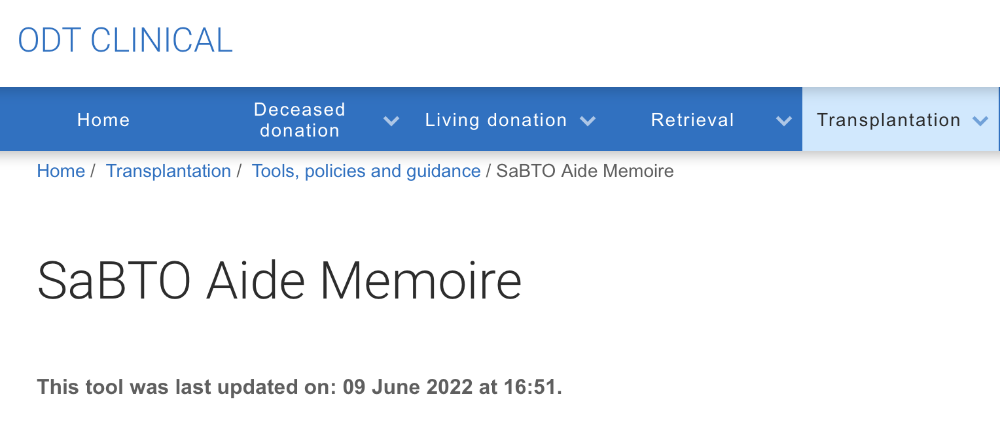 ODT CLINICAL
Home
Deceased
donation
Living donation
Retrieval
Transplantation
Home / Transplantation / Tools, policies and guidance / SaBTO Aide Memoire
SaBTO Aide Memoire
This tool was last updated on: 09 June 2022 at 16:51.